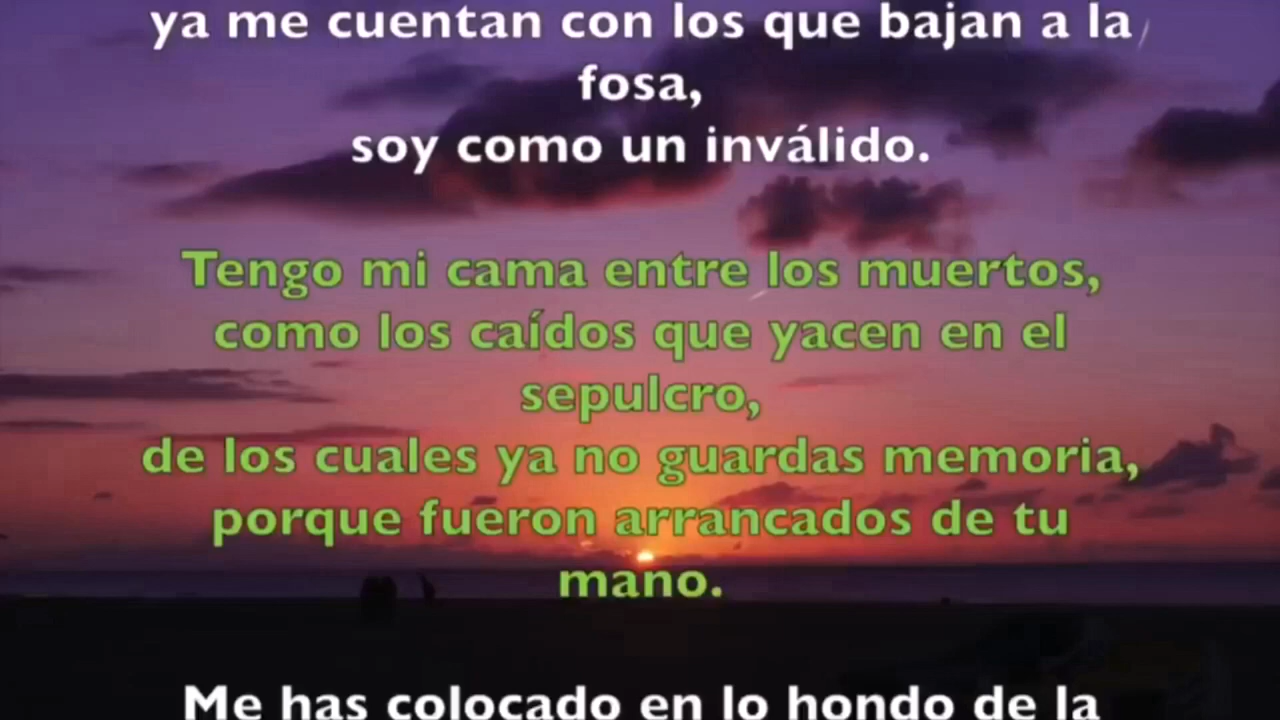 ya me cuentan con los que bajan a la
fosa,
soy como un inválido.
Tengo mi cama entre los muertos,
como los caídos que yacen en el
sepulcro,
de los cuales ya no guardas memoria,
porque fueron arrancados de tu
mano.
Me has colocado en lo hondo de la